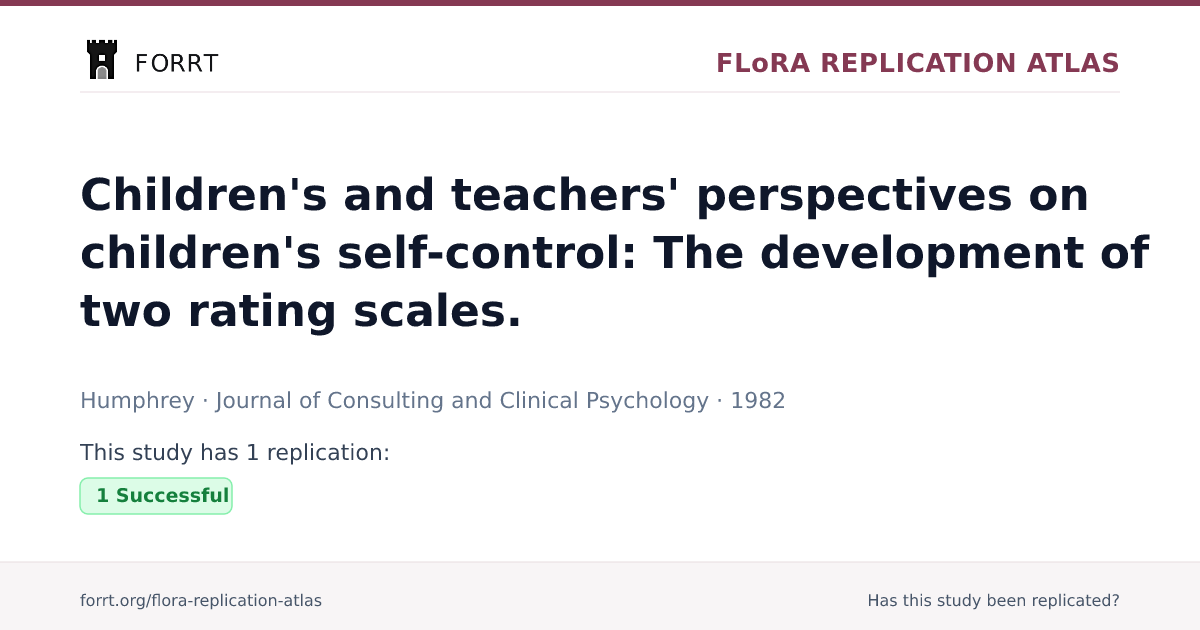 FORRT
FLoRA REPLICATION ATLAS
Children's and teachers' perspectives on
children's self-control: The development of
two rating scales.
Humphrey · Journal of Consulting and Clinical Psychology · 1982
This study has 1 replication:
1 Successful
forrt.org/flora-replication-atlas
Has this study been replicated?